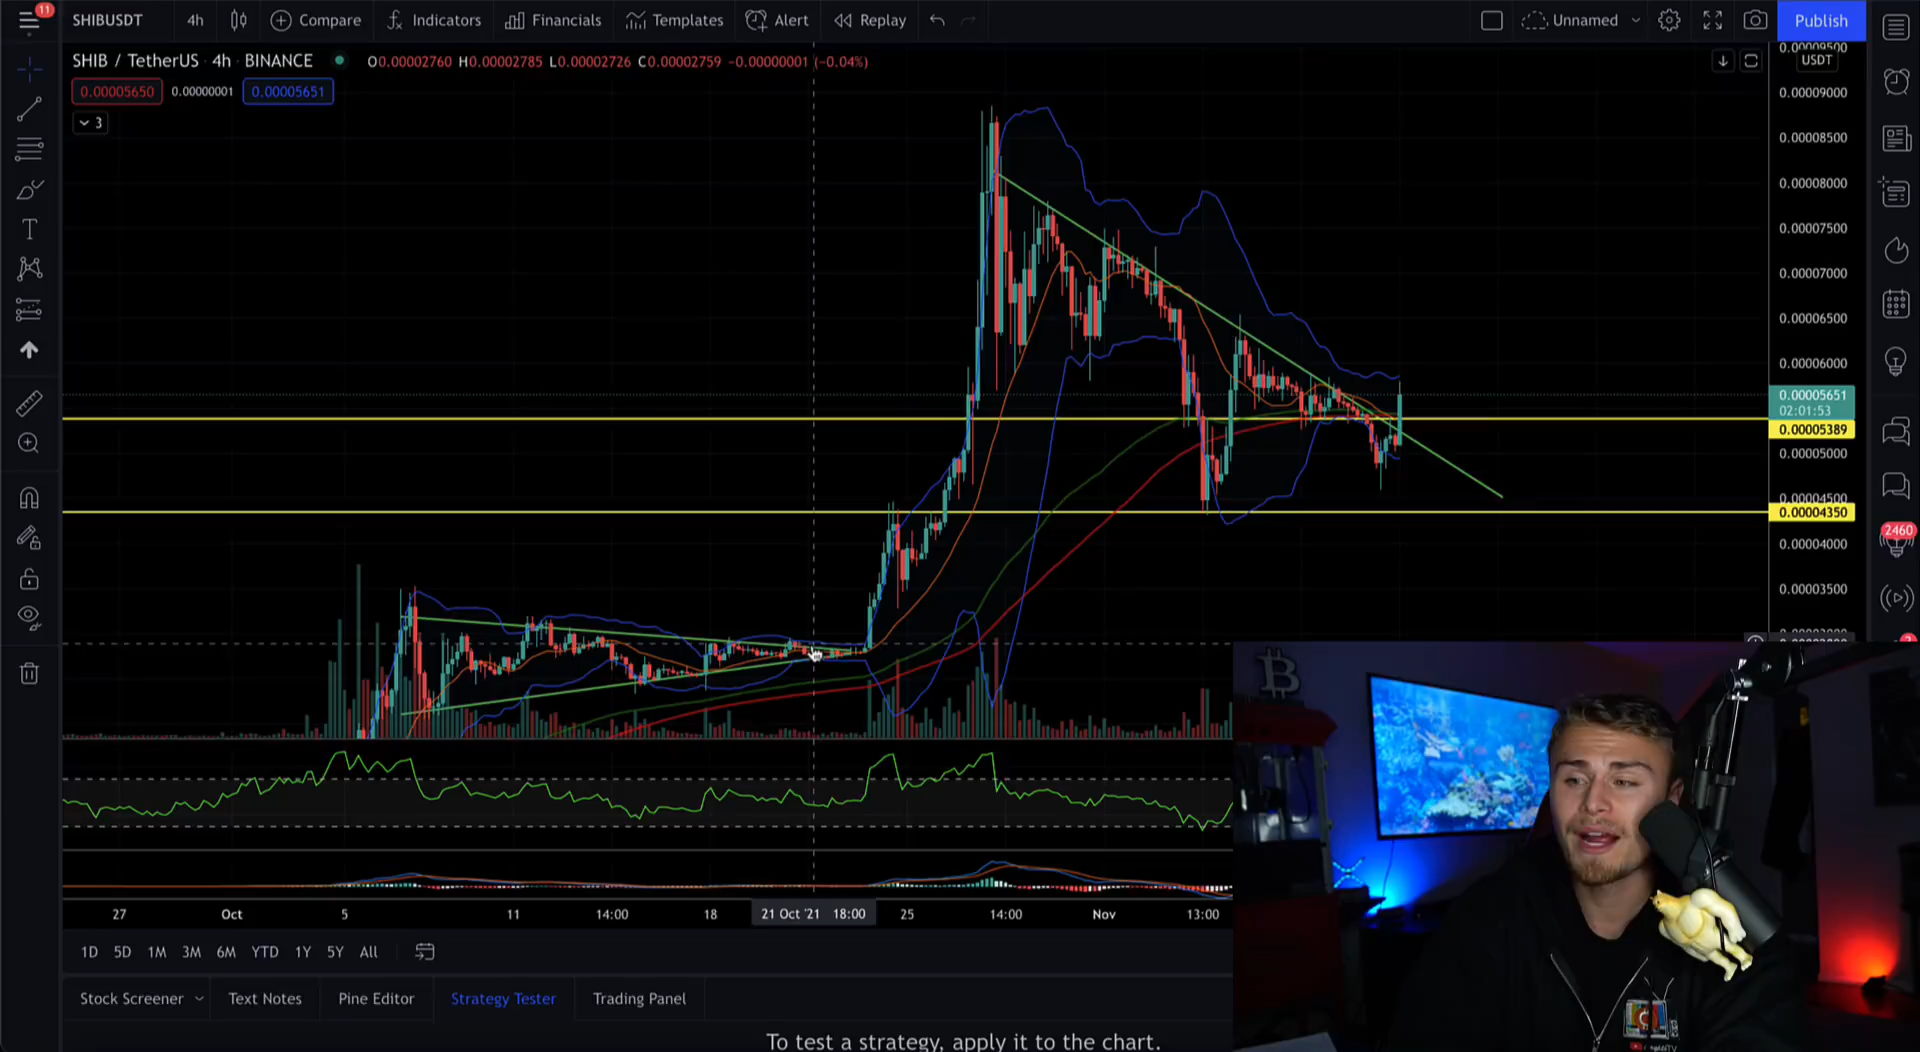 11
SHIBUSDT 4h Compare Indicators Financials Templates Alert Replay Unnamed Publish
SHIB / TetherUS 4h BINANCE O0.00002760 H0.00002785 L0.00002726 C0.00002759 −0.00000001 (−0.04%)
0.00005650 0.00000001 0.00005651
3
0.00009500
USDT
0.00009000
0.00008500
0.00008000
0.00007500
0.00007000
0.00006500
0.00006000
0.00005651
02:01:53
0.00005389
0.00005000
0.00004500
0.00004350
0.00004000
0.00003500
2460
27 Oct 5 11 14:00 18 21 Oct '21 18:00 25 14:00 Nov 13:00
1D 5D 1M 3M 6M YTD 1Y 5Y All
Stock Screener Text Notes Pine Editor Strategy Tester Trading Panel
To test a strategy, apply it to the chart.